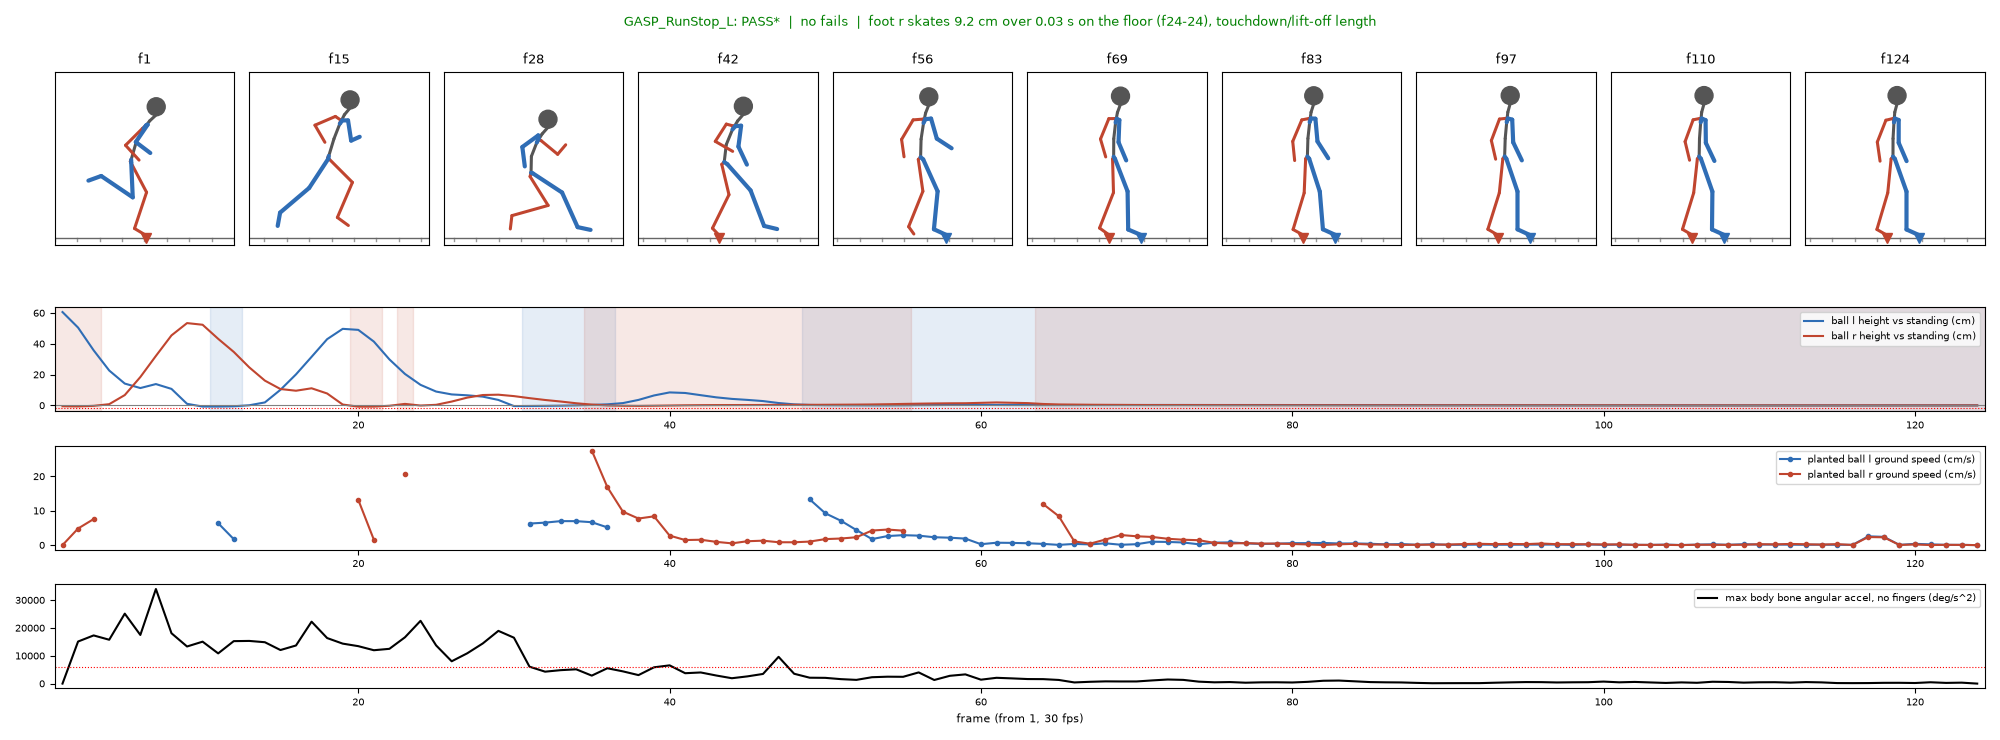 GASP_RunStop_L: PASS* | no fails | foot r skates 9.2 cm over 0.03 s on the floor (f24-24), touchdown/lift-off length
f1 f15 f28 f42 f56 f69 f83 f97 f110 f124
60
40
20
0
ball l height vs standing (cm)
ball r height vs standing (cm)
20 40 60 80 100 120
20
10
0
planted ball l ground speed (cm/s)
planted ball r ground speed (cm/s)
20 40 60 80 100 120
30000
20000
10000
0
max body bone angular accel, no fingers (deg/s^2)
20 40 60 80 100 120
frame (from 1, 30 fps)